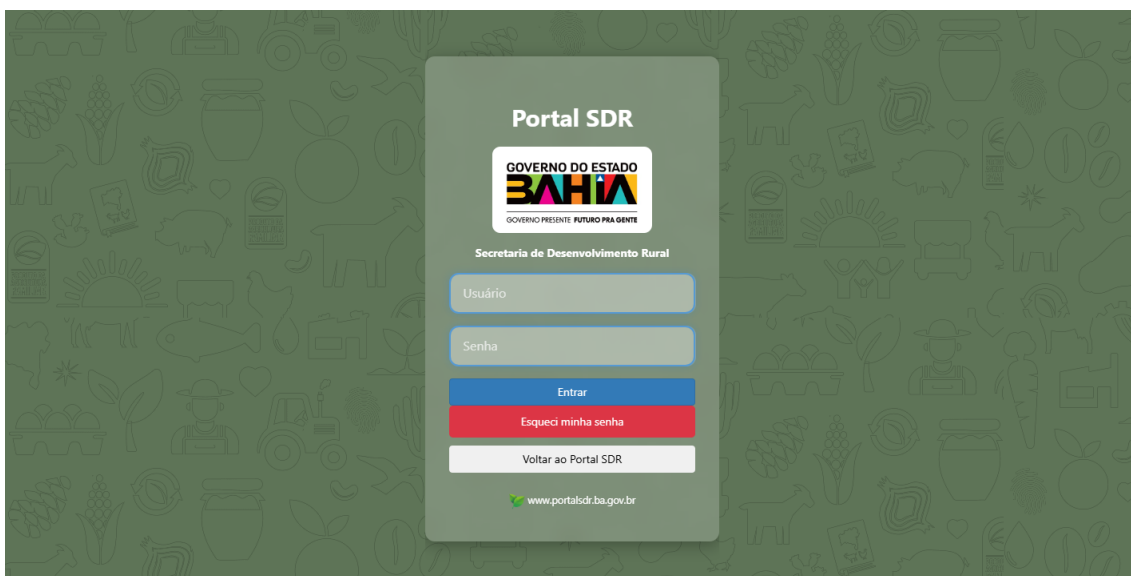 Portal SDR
GOVERNO DO ESTADO
BAHIA
GOVERNO PRESENTE FUTURO PRA GENTE
Secretaria de Desenvolvimento Rural
Usuário
Senha
Entrar
Esqueci minha senha
Voltar ao Portal SDR
www.portalsdr.ba.gov.br